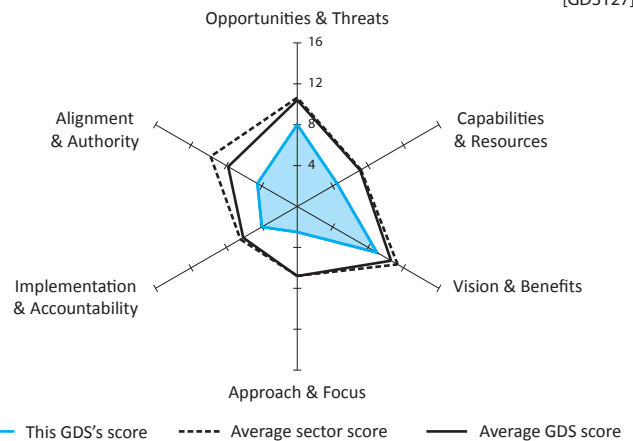 [GDS127]
Opportunities & Threats
16
12
8
4
Alignment
& Authority
Capabilities
& Resources
Implementation
& Accountability
Vision & Benefits
Approach & Focus
This GDS's score
Average sector score
Average GDS score